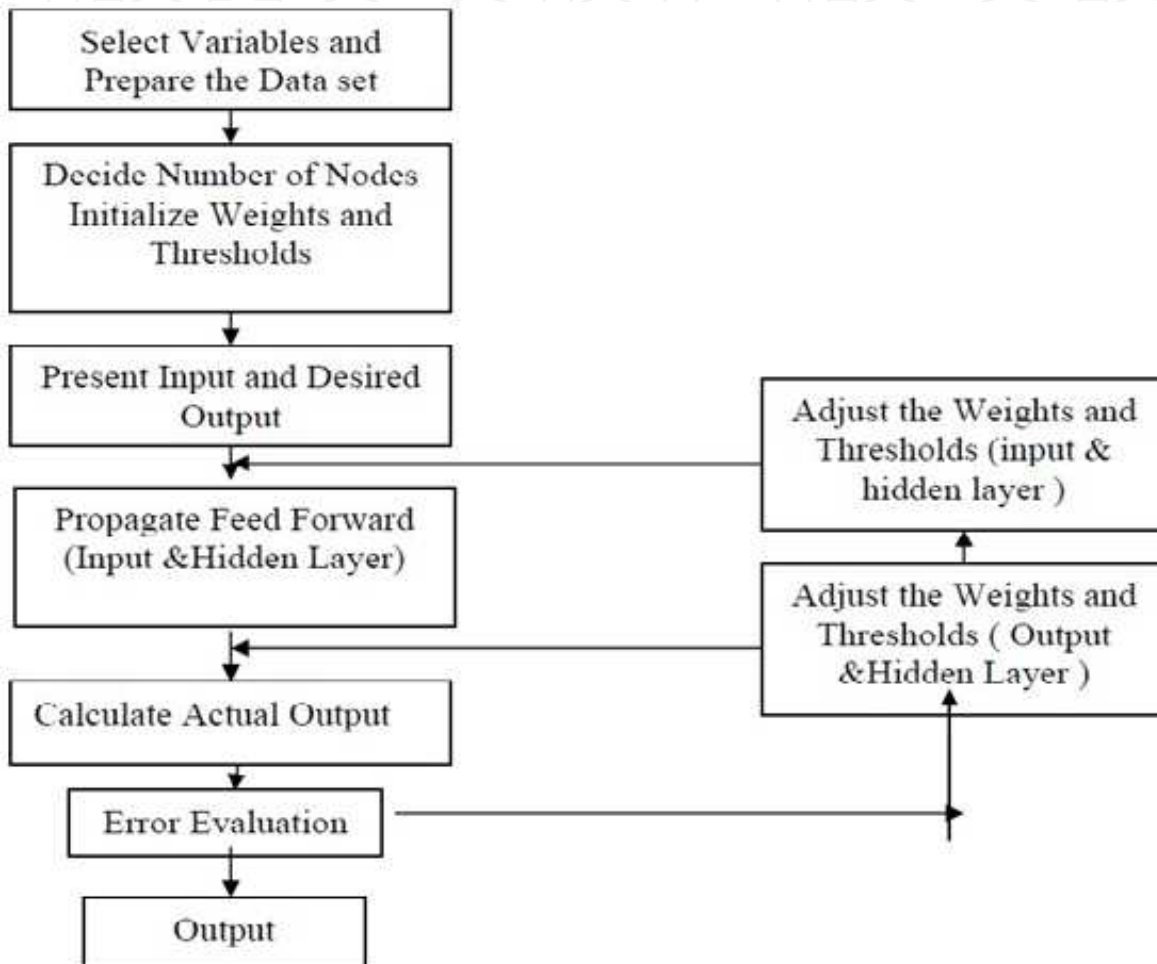 Select Variables and
Prepare the Data set
Decide Number of Nodes
Initialize Weights and
Thresholds
Present Input and Desired
Output
Propagate Feed Forward
(Input &Hidden Layer)
Calculate Actual Output
Error Evaluation
Output
Adjust the Weights and
Thresholds (input &
hidden layer )
Adjust the Weights and
Thresholds ( Output
&Hidden Layer )